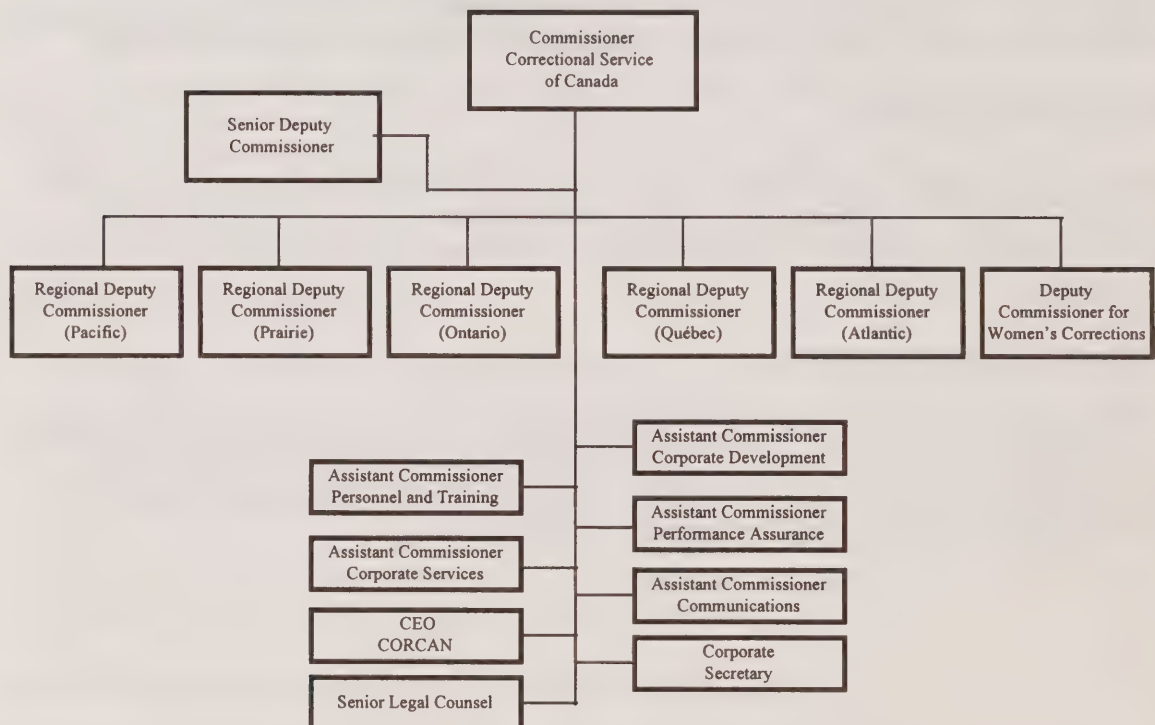 Commissioner
Correctional Service
of Canada
Senior Deputy
Commissioner
Regional Deputy
Commissioner
(Pacific)
Regional Deputy
Commissioner
(Prairie)
Regional Deputy
Commissioner
(Ontario)
Regional Deputy
Commissioner
(Québec)
Regional Deputy
Commissioner
(Atlantic)
Deputy
Commissioner for
Women's Corrections
Assistant Commissioner
Corporate Development
Assistant Commissioner
Personnel and Training
Assistant Commissioner
Performance Assurance
Assistant Commissioner
Corporate Services
Assistant Commissioner
Communications
CEO
CORCAN
Corporate
Secretary
Senior Legal Counsel